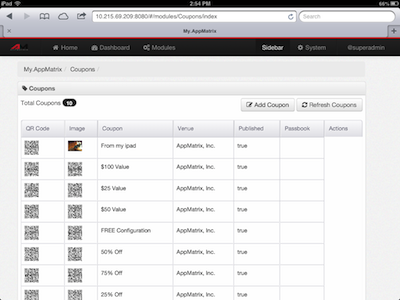 iPad 2:54 PM 66%
10.215.69.209:8080/#/modules/Coupons/index Search
My.AppMatrix
Home Dashboard Modules Sidebar System @superadmin
My.AppMatrix / Coupons /
Coupons
Total Coupons 10 Add Coupon Refresh Coupons
QR Code Image Coupon Venue Published Passbook Actions
From my ipad AppMatrix, Inc. true
$100 Value AppMatrix, Inc. true
$25 Value AppMatrix, Inc. true
$50 Value AppMatrix, Inc. true
FREE Configuration AppMatrix, Inc. true
50% Off AppMatrix, Inc. true
75% Off AppMatrix, Inc. true
25% Off AppMatrix, Inc. true